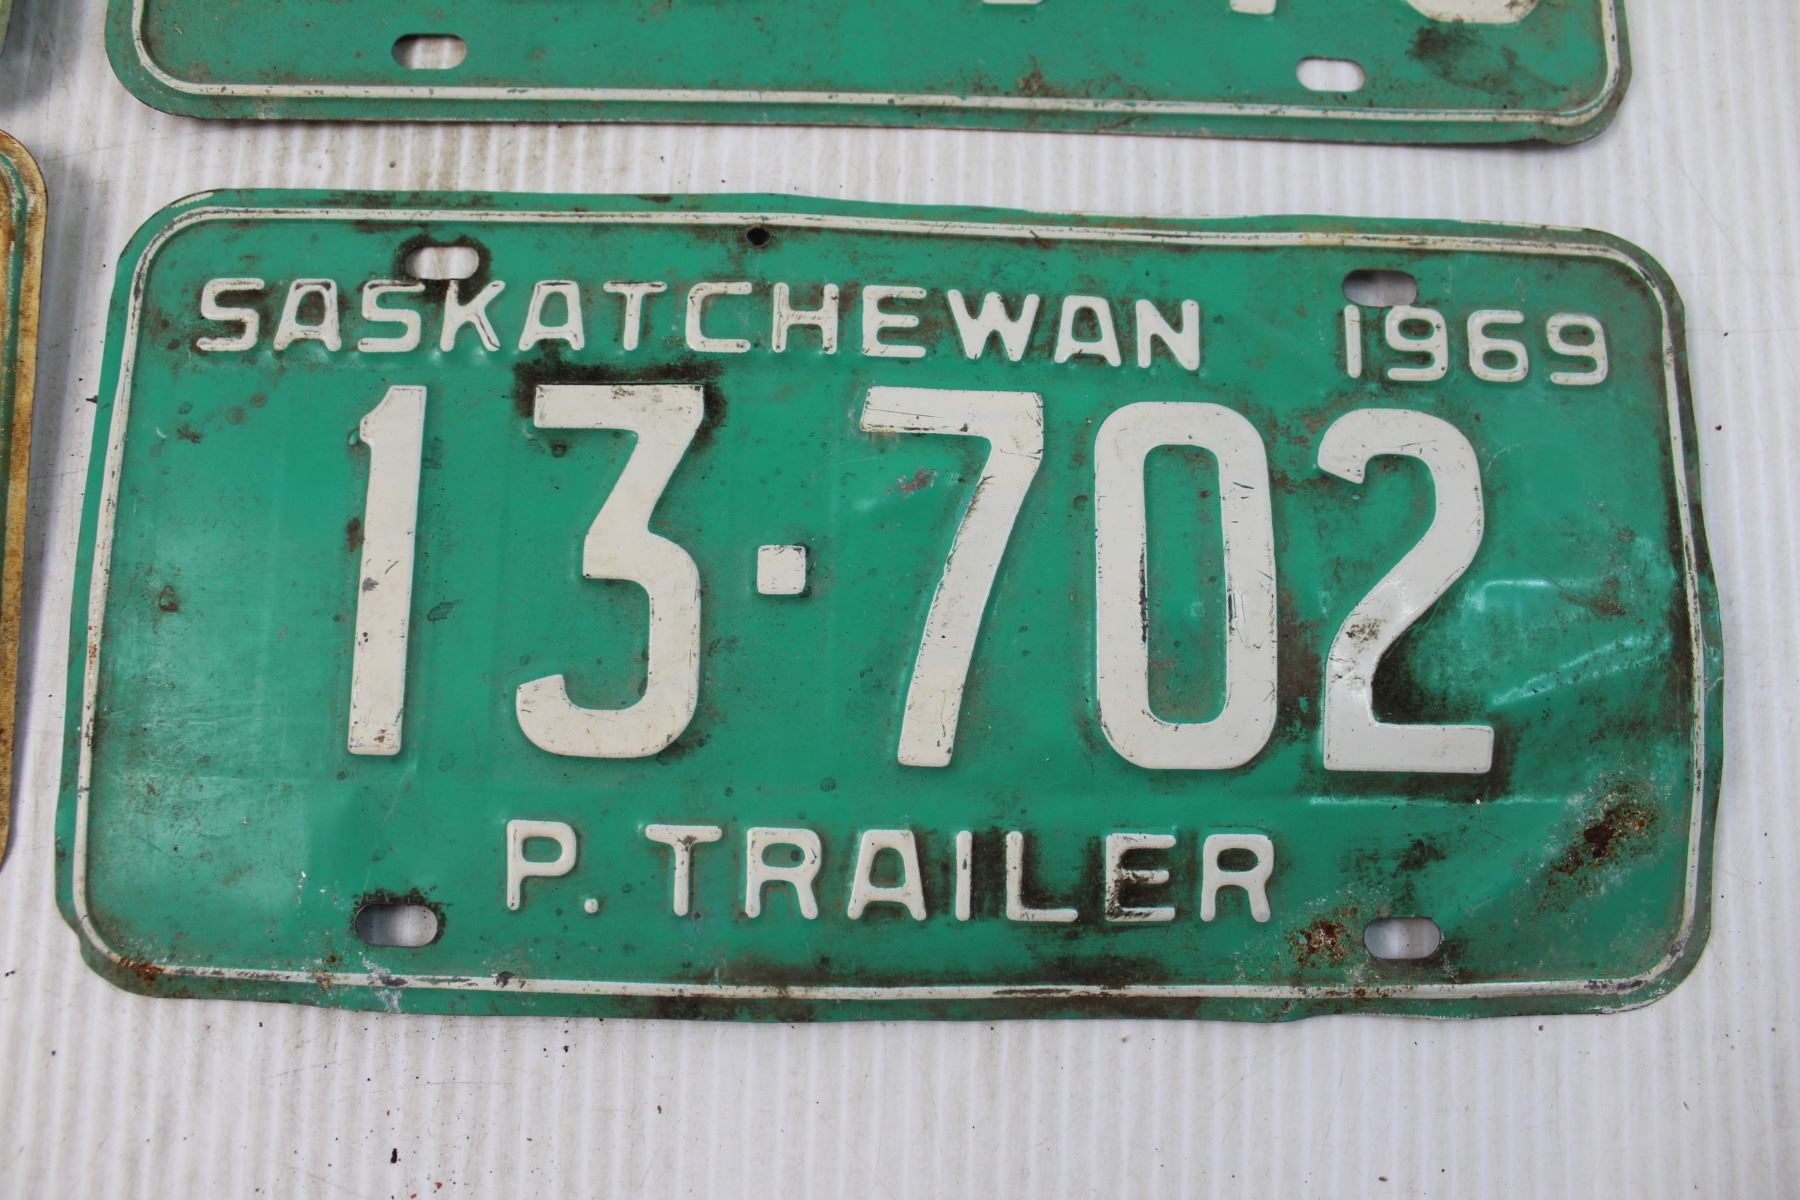 SASKATCHEWAN 1969
13·702
P. TRAILER